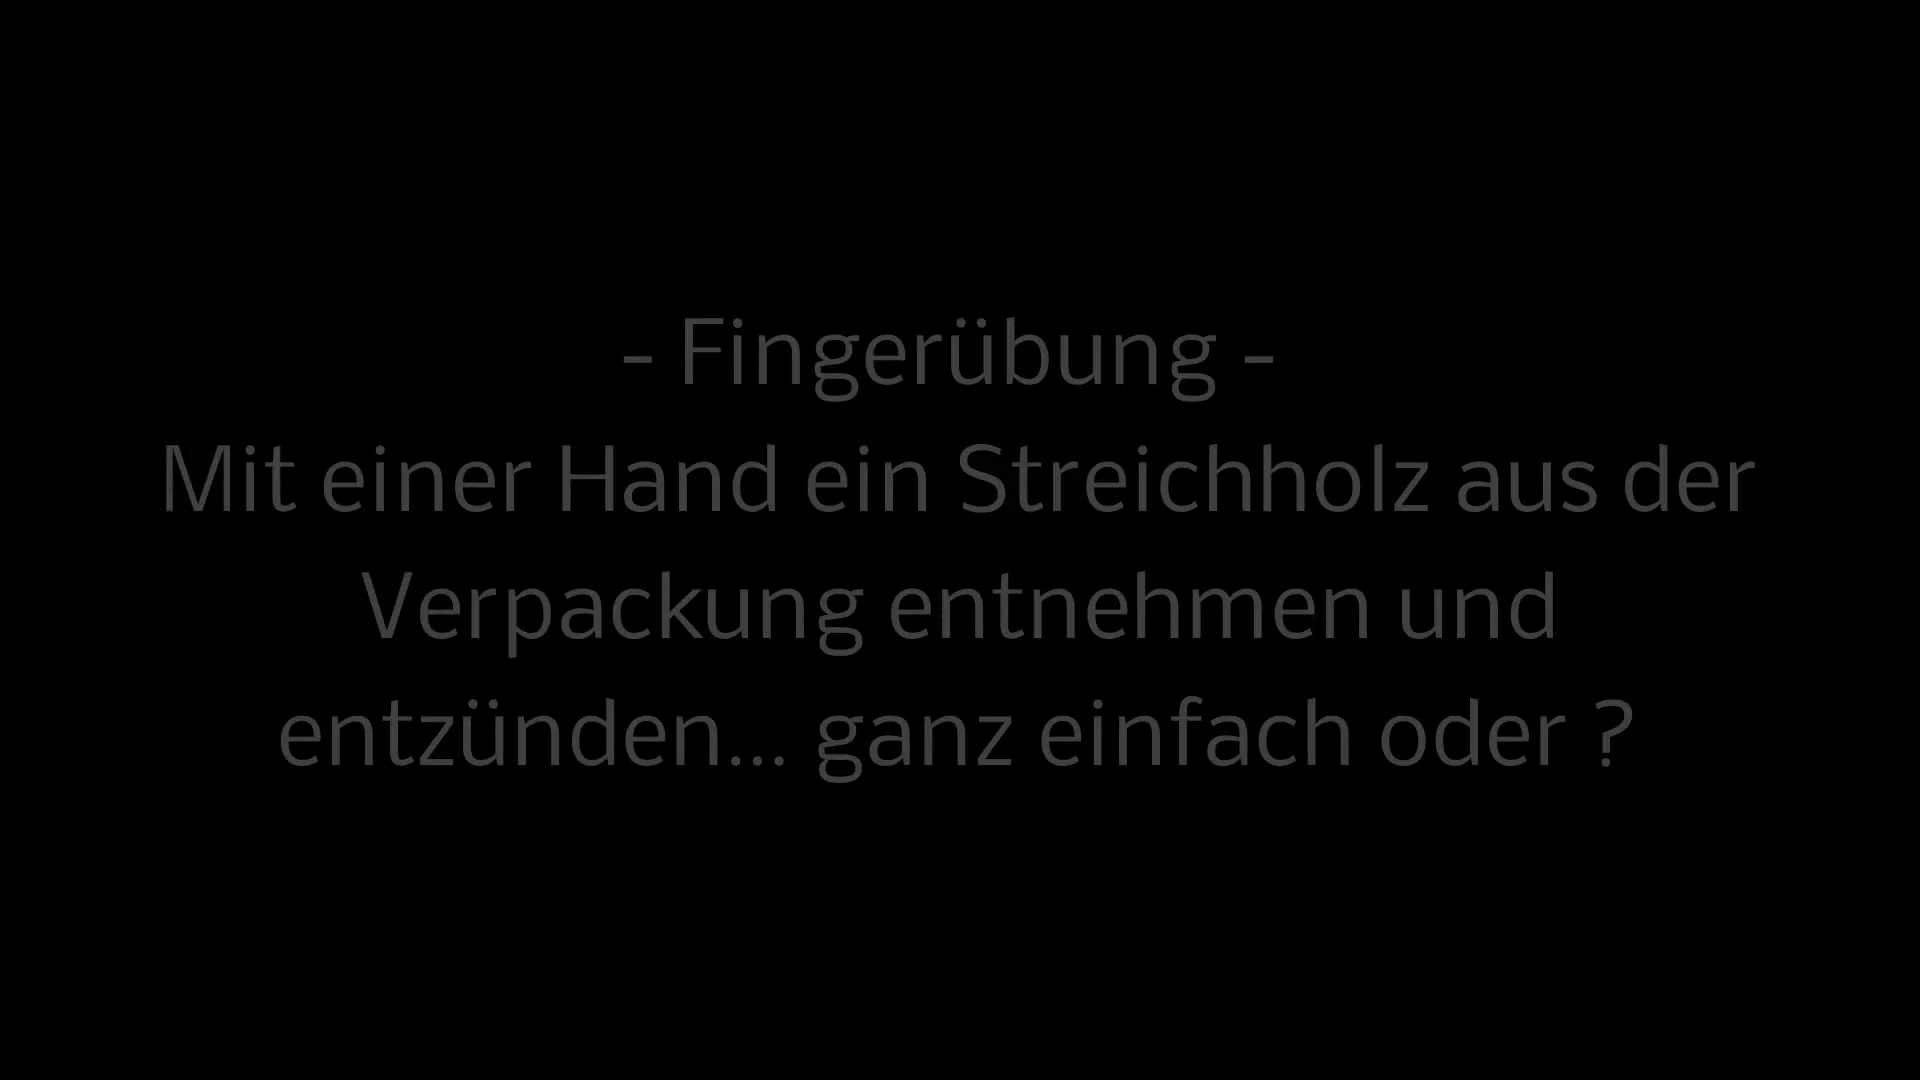 - Fingerübung -
Mit einer Hand ein Streichholz aus der
Verpackung entnehmen und
entzünden... ganz einfach oder ?